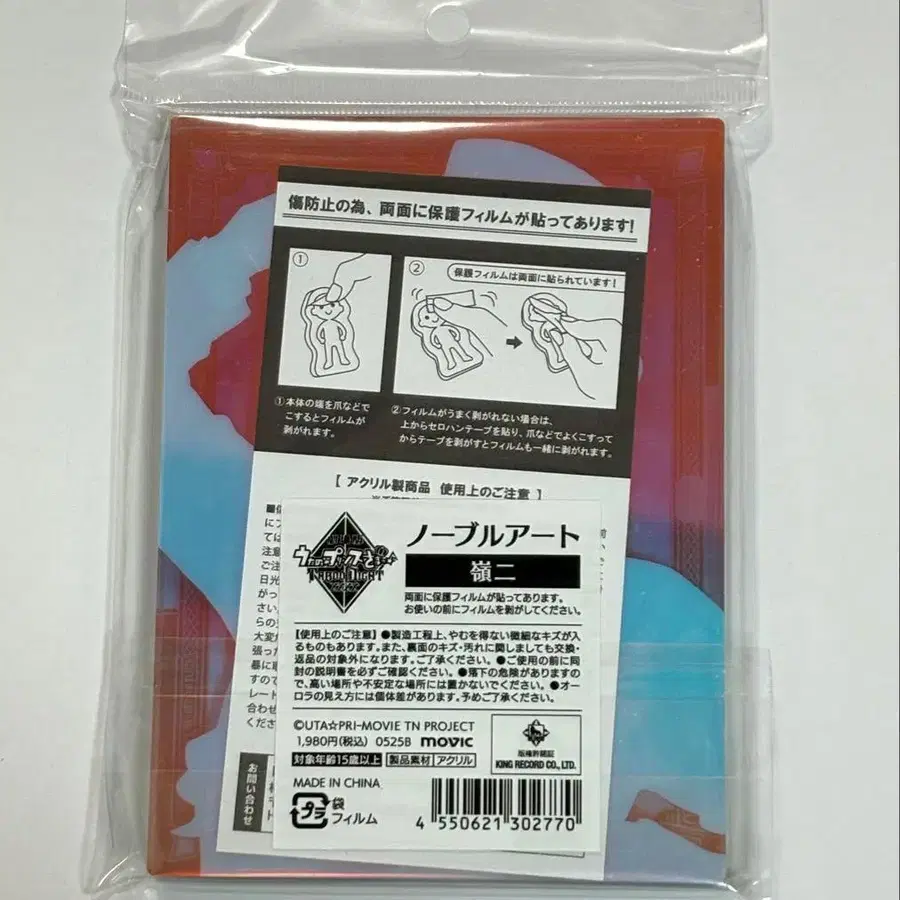 傷防止の為、両面に保護フィルムが貼ってあります!
①
②
保護フィルムは両面に貼られています!
①本体の端を爪などで
こするとフィルムが
剥がれます。
②フィルムがうまく剥がれない場合は、
上からセロハンテープを貼り、爪などでよくこすって
からテープを剥がすとフィルムも一緒に剥がれます。
【 アクリル製商品 使用上のご注意 】
うたの☆プリンスさまっ♪
TABOO NIGHT
XXXX
ノーブルアート
嶺二
両面に保護フィルムが貼ってあります。
お使いの前にフィルムを剥がしてください。
【使用上のご注意】●製造工程上、やむを得ない微細なキズが入
るものもあります。また、裏面のキズ・汚れに関しましても交換・
返品の対象外になります。ご了承ください。●ご使用の前に同
封の説明書を必ずご確認ください。●落下の危険がありますの
で、高い場所や不安定な場所には置かないでください。●オー
ロラの見え方には個体差があります。予めご了承ください。
©UTA☆PRI-MOVIE TN PROJECT
1,980円(税込) 0525B movic
対象年齢15歳以上 製品素材 アクリル
MADE IN CHINA
プラ
袋
フィルム
版権許諾証
KING RECORD CO., LTD.
4 550621 302770
お問い合わせ